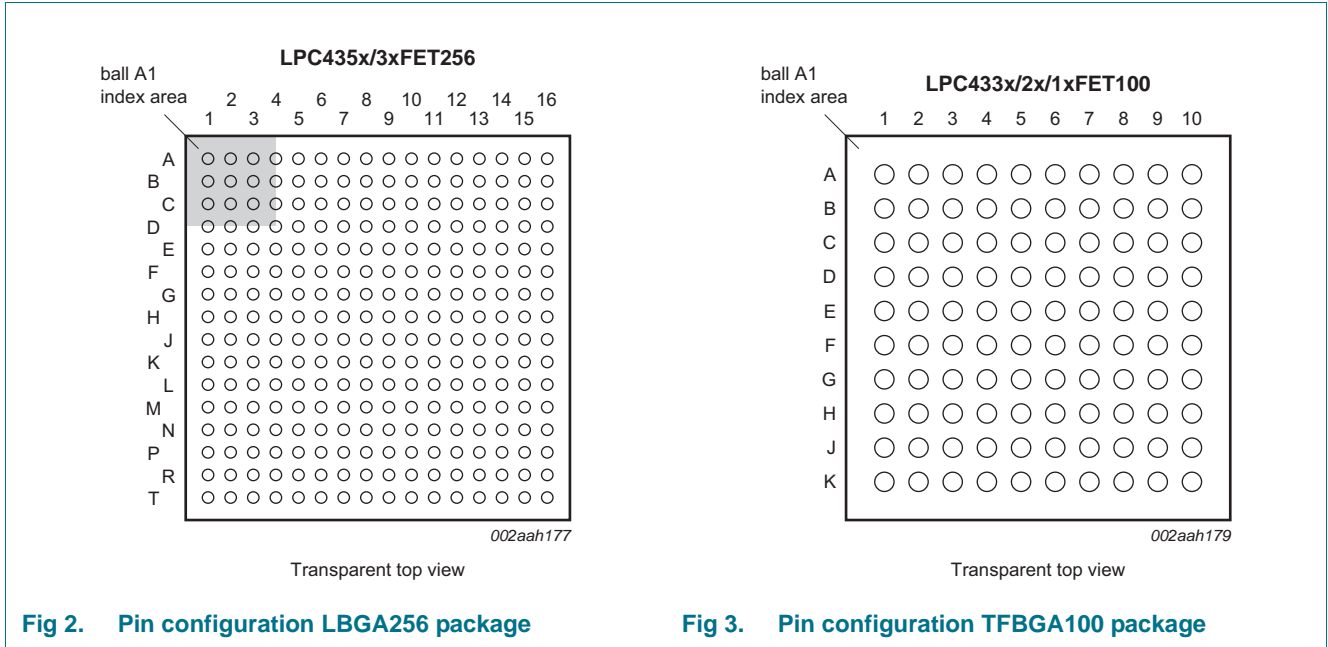 LPC435x/3xFET256
ball A1
index area
2 4 6 8 10 12 14 16
1 3 5 7 9 11 13 15
A
B
C
D
E
F
G
H
J
K
L
M
N
P
R
T
002aah177
Transparent top view
Fig 2. Pin configuration LBGA256 package
ball A1
index area
LPC433x/2x/1xFET100
1 2 3 4 5 6 7 8 9 10
A
B
C
D
E
F
G
H
J
K
002aah179
Transparent top view
Fig 3. Pin configuration TFBGA100 package